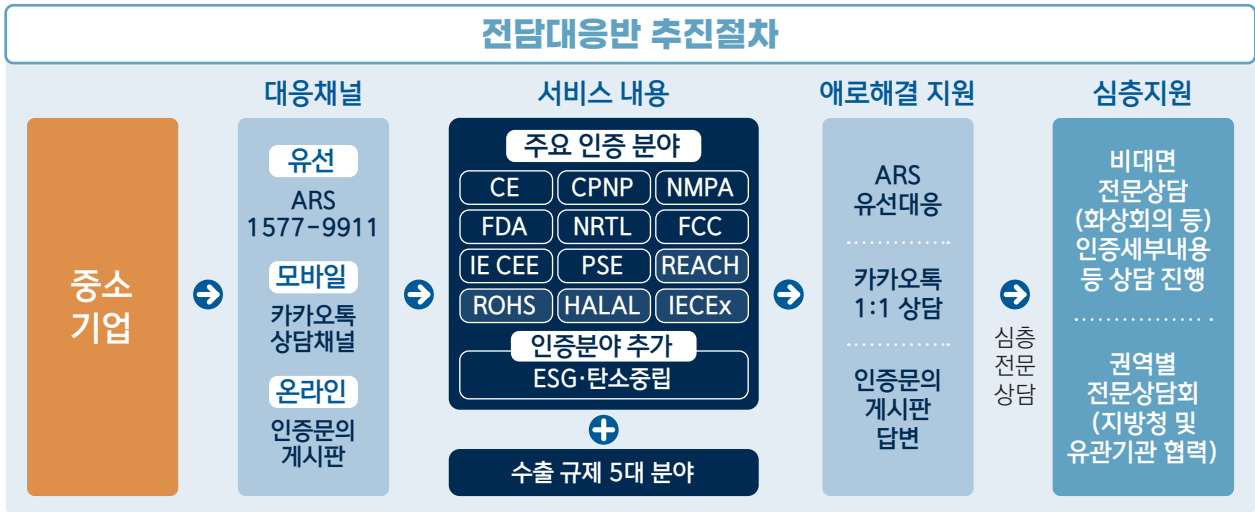 전담대응반 추진절차
중소
기업
대응채널
유선
ARS
1577-9911
모바일
카카오톡
상담채널
온라인
인증문의
게시판
서비스 내용
주요 인증 분야
CE CPNP NMPA
FDA NRTL FCC
IE CEE PSE REACH
ROHS HALAL IECEx
인증분야 추가
ESG·탄소중립
수출 규제 5대 분야
애로해결 지원
ARS
유선대응
카카오톡
1:1 상담
인증문의
게시판
답변
심층
전문
상담
심층지원
비대면
전문상담
(화상회의 등)
인증세부내용
등 상담 진행
권역별
전문상담회
(지방청 및
유관기관 협력)